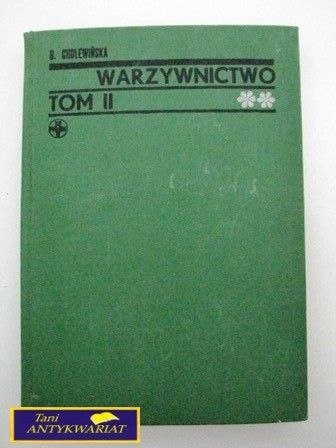 O. CHOLEWIŃSKA
WARZYWNICTWO
TOM II
Tani
ANTYKWARIAT